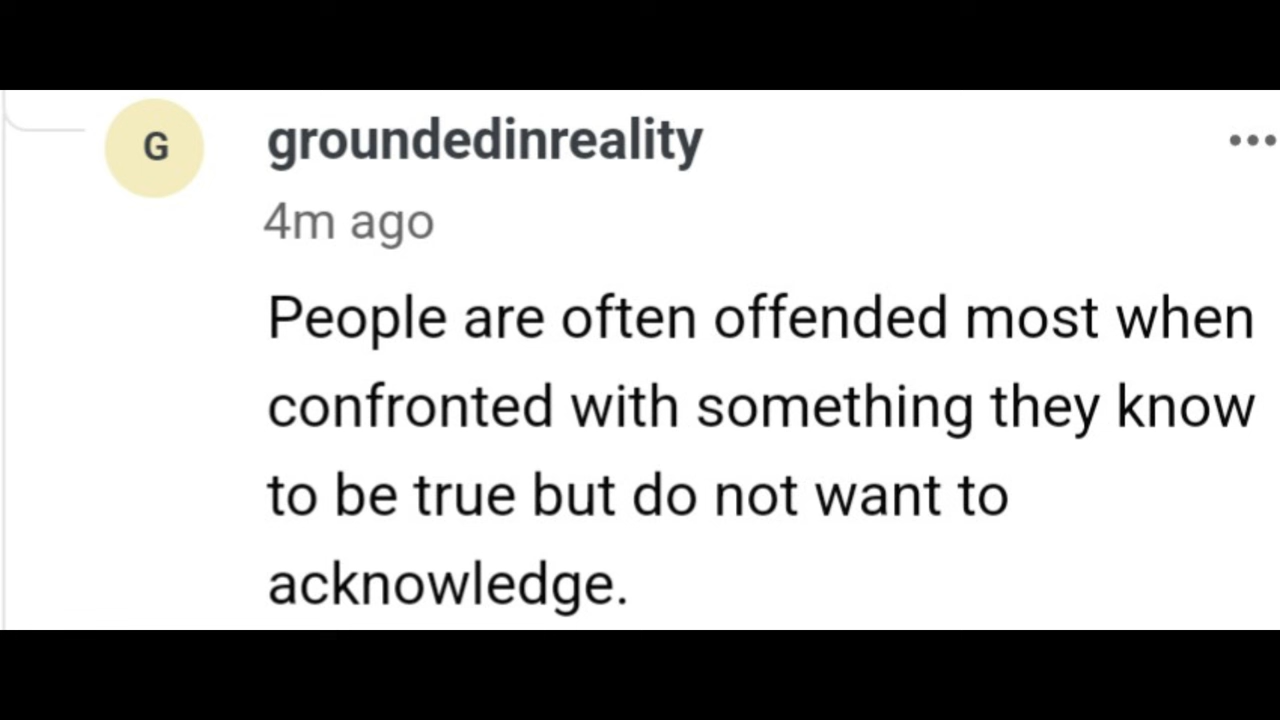 G
groundedinreality
4m ago
People are often offended most when
confronted with something they know
to be true but do not want to
acknowledge.